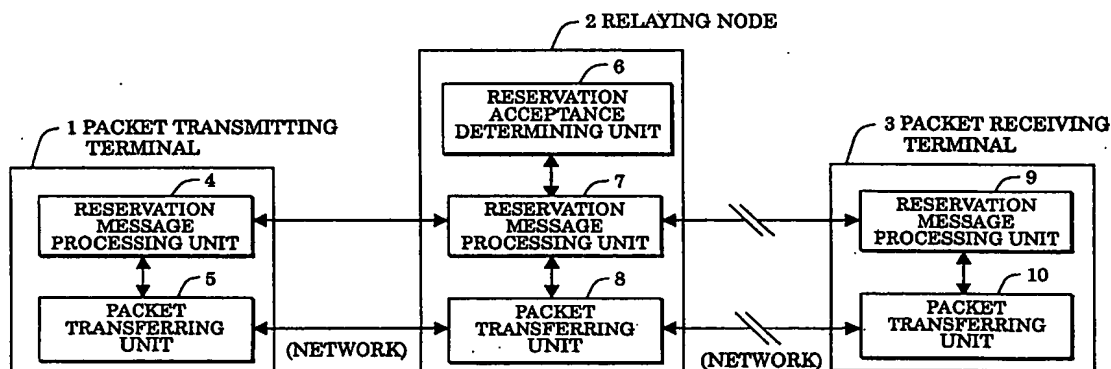 2 RELAYING NODE
6
RESERVATION
ACCEPTANCE
DETERMINING UNIT
1 PACKET TRANSMITTING
TERMINAL
3 PACKET RECEIVING
TERMINAL
4
RESERVATION
MESSAGE
PROCESSING UNIT
7
RESERVATION
MESSAGE
PROCESSING UNIT
9
RESERVATION
MESSAGE
PROCESSING UNIT
5
PACKET
TRANSFERRING
UNIT
(NETWORK)
8
PACKET
TRANSFERRING
UNIT
(NETWORK)
10
PACKET
TRANSFERRING
UNIT